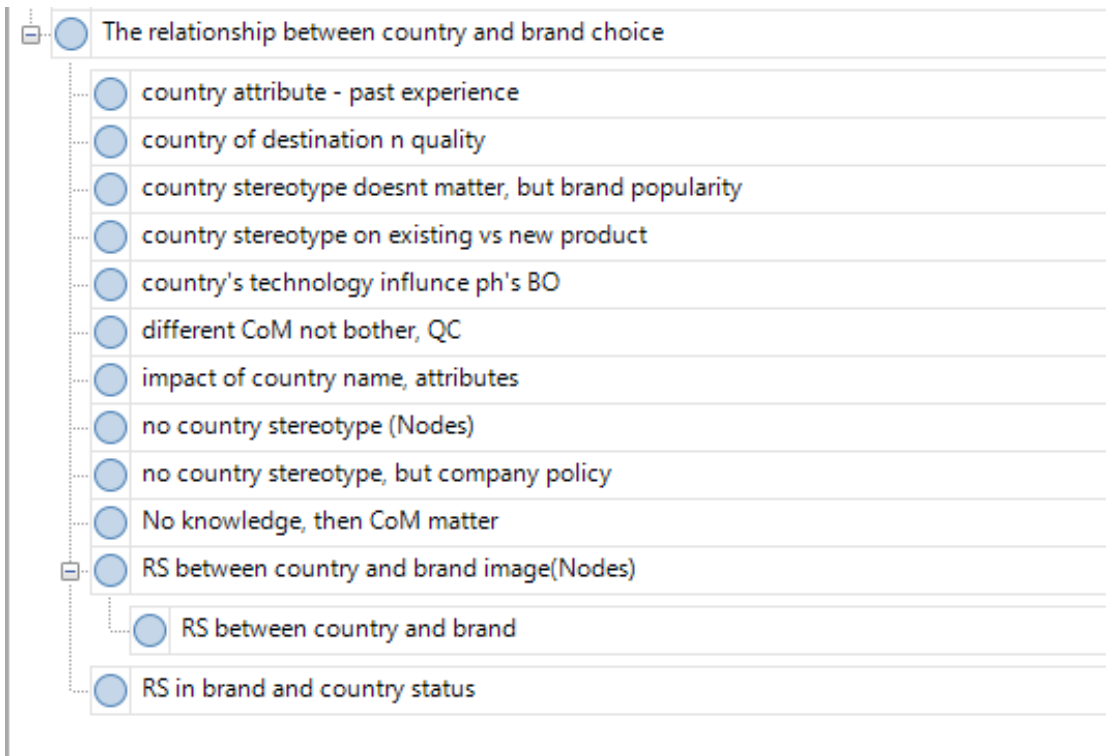 The relationship between country and brand choice
country attribute - past experience
country of destination n quality
country stereotype doesnt matter, but brand popularity
country stereotype on existing vs new product
country's technology influnce ph's BO
different CoM not bother, QC
impact of country name, attributes
no country stereotype (Nodes)
no country stereotype, but company policy
No knowledge, then CoM matter
RS between country and brand image(Nodes)
RS between country and brand
RS in brand and country status